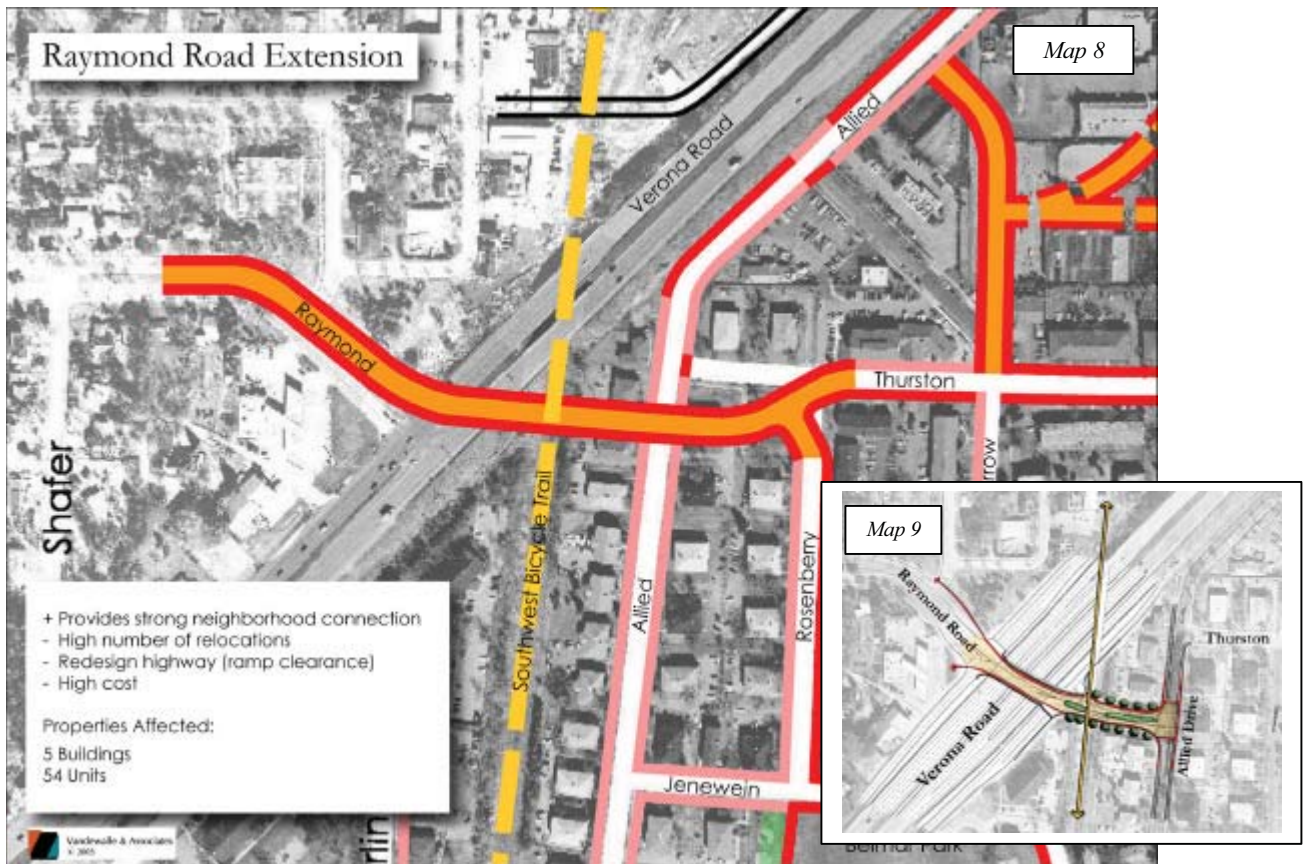 Raymond Road Extension
Map 8
Verona Road
Allied
Raymond
Thurston
Shafer
Southwest Bicycle Trail
Allied
Rosenberry
rrow
Jenewein
rlin
+ Provides strong neighborhood connection
- High number of relocations
- Redesign highway (ramp clearance)
- High cost
Properties Affected:
5 Buildings
54 Units
Vandewalle & Associates
Map 9
Raymond Road
Verona Road
Thurston
Allied Drive
Belmar Park